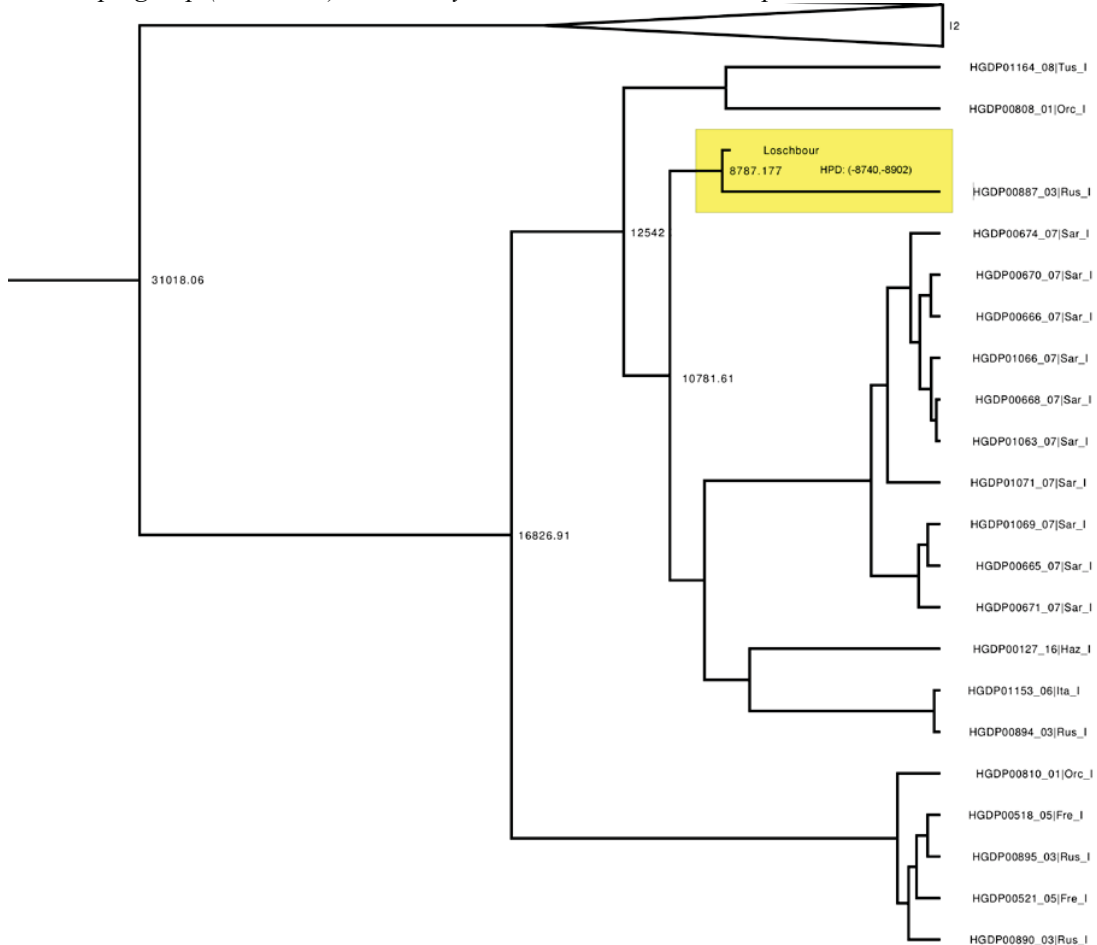 I2
HGDP01164_08|Tus_I
HGDP00808_01|Orc_I
Loschbour
8787.177 HPD: (-8740,-8902)
HGDP00887_03|Rus_I
HGDP00674_07|Sar_I
12542
HGDP00670_07|Sar_I
31018.06
HGDP00666_07|Sar_I
HGDP01066_07|Sar_I
10781.61
HGDP00668_07|Sar_I
HGDP01063_07|Sar_I
HGDP01071_07|Sar_I
HGDP01069_07|Sar_I
16826.91
HGDP00665_07|Sar_I
HGDP00671_07|Sar_I
HGDP00127_16|Haz_I
HGDP01153_06|Ita_I
HGDP00894_03|Rus_I
HGDP00810_01|Orc_I
HGDP00518_05|Fre_I
HGDP00895_03|Rus_I
HGDP00521_05|Fre_I
HGDP00890_03|Rus_I